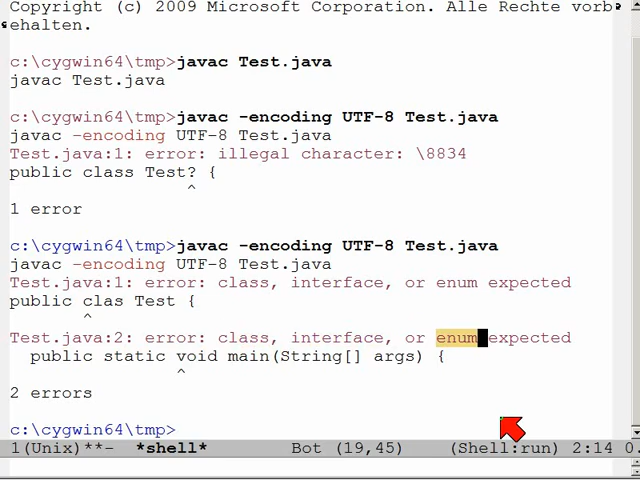 Copyright (c) 2009 Microsoft Corporation. Alle Rechte vorb
ehalten.
c:\cygwin64\tmp>javac Test.java
javac Test.java
c:\cygwin64\tmp>javac -encoding UTF-8 Test.java
javac -encoding UTF-8 Test.java
Test.java:1: error: illegal character: \8834
public class Test? {
^
1 error
c:\cygwin64\tmp>javac -encoding UTF-8 Test.java
javac -encoding UTF-8 Test.java
Test.java:1: error: class, interface, or enum expected
public clas Test {
^
Test.java:2: error: class, interface, or enum expected
public static void main(String[] args) {
^
2 errors
c:\cygwin64\tmp>
1(Unix)**- *shell* Bot (19,45) (Shell:run) 2:14 0.